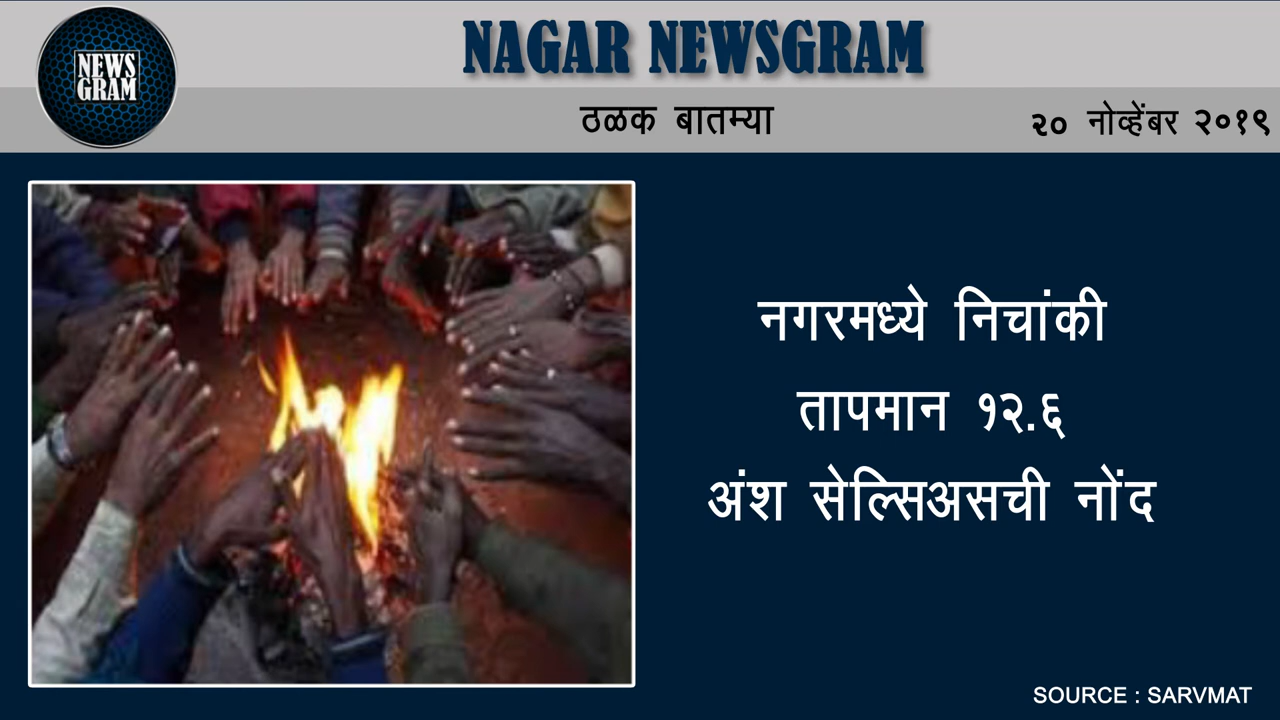 NEWS
GRAM
NAGAR NEWSGRAM
ठळक बातम्या
२० नोव्हेंबर २०१९
नगरमध्ये निचांकी
तापमान १२.६
अंश सेल्सिअसची नोंद
SOURCE : SARVMAT